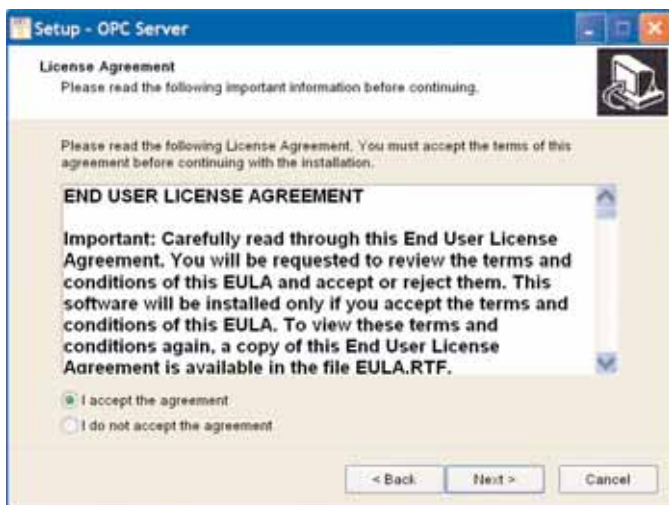 Setup - OPC Server
License Agreement
Please read the following important information before continuing.
Please read the following License Agreement. You must accept the terms of this
agreement before continuing with the installation.
END USER LICENSE AGREEMENT
Important: Carefully read through this End User License
Agreement. You will be requested to review the terms and
conditions of this EULA and accept or reject them. This
software will be installed only if you accept the terms and
conditions of this EULA. To view these terms and
conditions again, a copy of this End User License
Agreement is available in the file EULA.RTF.
I accept the agreement
I do not accept the agreement
< Back
Next >
Cancel